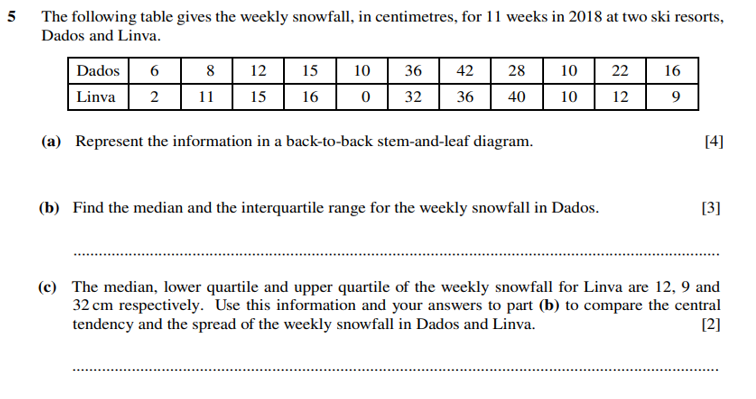 5 The following table gives the weekly snowfall, in centimetres, for 11 weeks in 2018 at two ski resorts,
Dados and Linva.
Dados 6 8 12 15 10 36 42 28 10 22 16
Linva 2 11 15 16 0 32 36 40 10 12 9
(a) Represent the information in a back-to-back stem-and-leaf diagram. [4]
(b) Find the median and the interquartile range for the weekly snowfall in Dados. [3]
(c) The median, lower quartile and upper quartile of the weekly snowfall for Linva are 12, 9 and
32 cm respectively. Use this information and your answers to part (b) to compare the central
tendency and the spread of the weekly snowfall in Dados and Linva. [2]